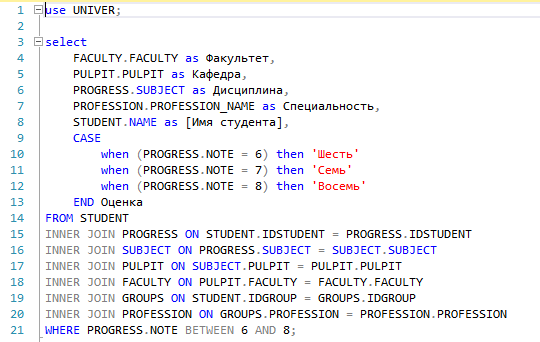 1 use UNIVER;
2
3 select
4 FACULTY.FACULTY as Факультет,
5 PULPIT.PULPIT as Кафедра,
6 PROGRESS.SUBJECT as Дисциплина,
7 PROFESSION.PROFESSION_NAME as Специальность,
8 STUDENT.NAME as [Имя студента],
9 CASE
10 when (PROGRESS.NOTE = 6) then 'Шесть'
11 when (PROGRESS.NOTE = 7) then 'Семь'
12 when (PROGRESS.NOTE = 8) then 'Восемь'
13 END Оценка
14 FROM STUDENT
15 INNER JOIN PROGRESS ON STUDENT.IDSTUDENT = PROGRESS.IDSTUDENT
16 INNER JOIN SUBJECT ON PROGRESS.SUBJECT = SUBJECT.SUBJECT
17 INNER JOIN PULPIT ON SUBJECT.PULPIT = PULPIT.PULPIT
18 INNER JOIN FACULTY ON PULPIT.FACULTY = FACULTY.FACULTY
19 INNER JOIN GROUPS ON STUDENT.IDGROUP = GROUPS.IDGROUP
20 INNER JOIN PROFESSION ON GROUPS.PROFESSION = PROFESSION.PROFESSION
21 WHERE PROGRESS.NOTE BETWEEN 6 AND 8;